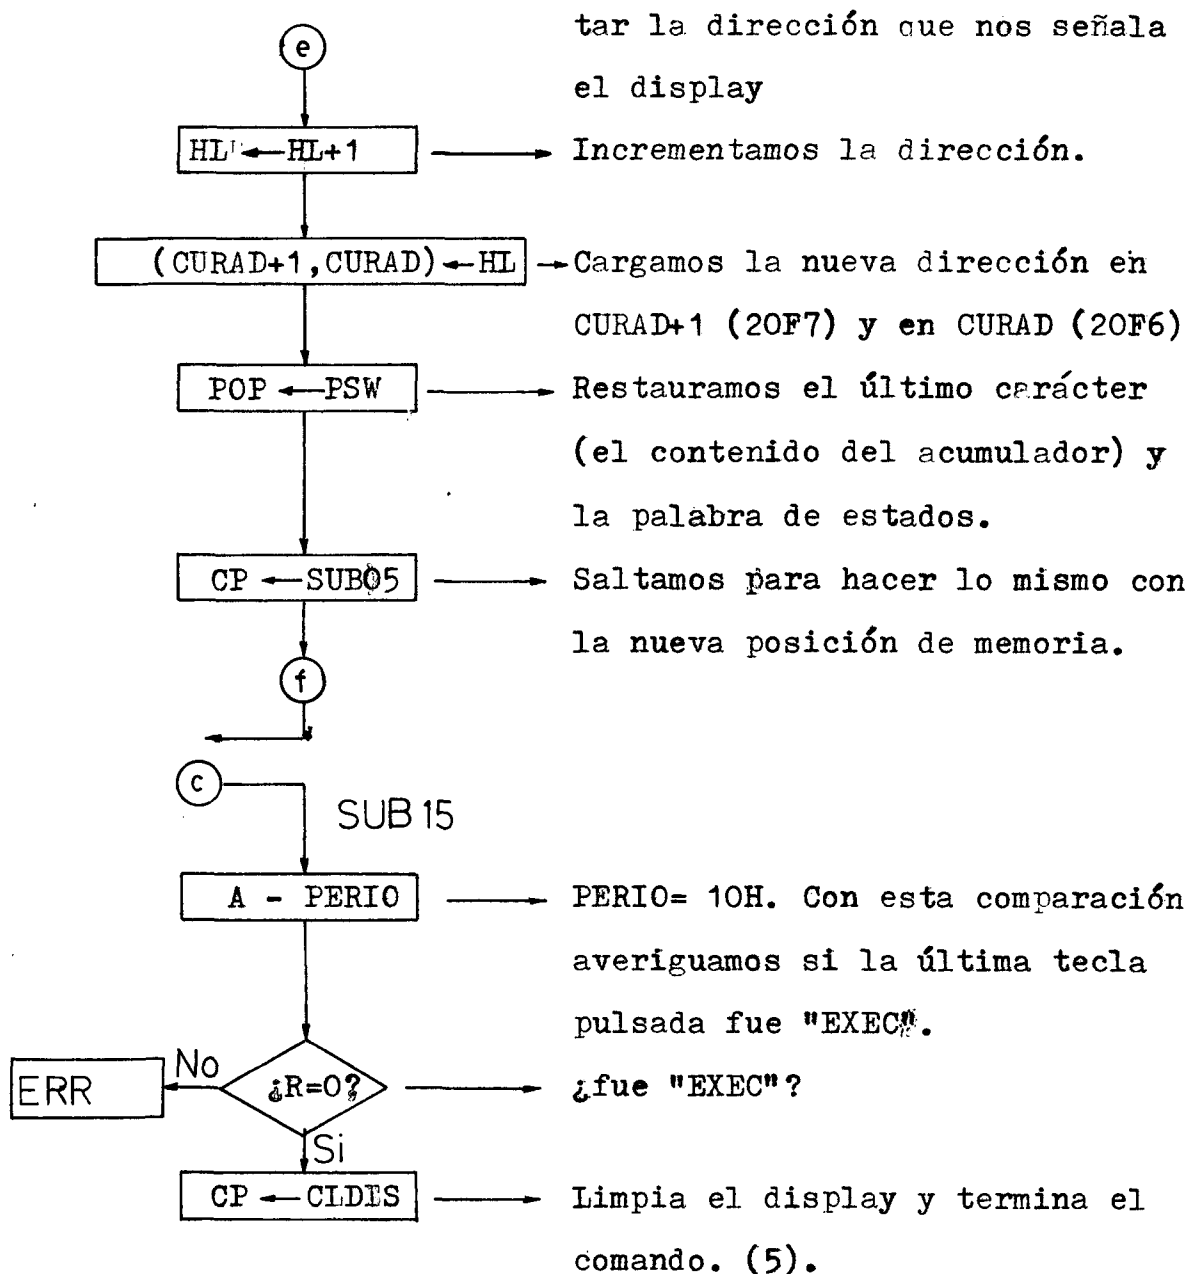 tar la dirección que nos señala
e
el display
HL ← HL+1 → Incrementamos la dirección.
(CURAD+1,CURAD) ← HL → Cargamos la nueva dirección en
CURAD+1 (20F7) y en CURAD (20F6)
POP ← PSW → Restauramos el último carácter
(el contenido del acumulador) y
la palabra de estados.
CP ← SUB05 → Saltamos para hacer lo mismo con
la nueva posición de memoria.
f
c
SUB 15
A - PERIO → PERIO= 10H. Con esta comparación
averiguamos si la última tecla
pulsada fue "EXEC".
ERR No ¿R=0? → ¿fue "EXEC"?
Si
CP ← CLDIS → Limpia el display y termina el
comando. (5).